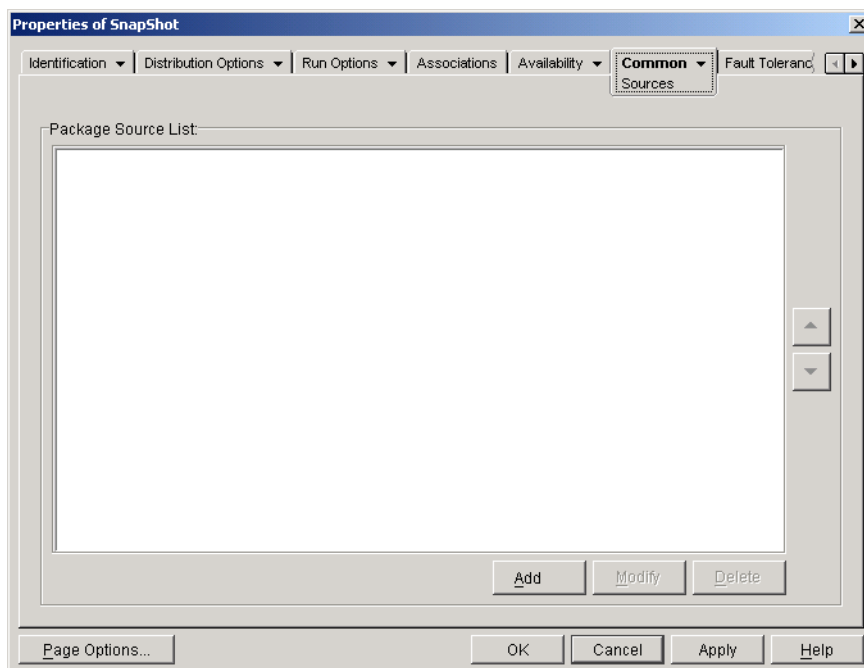 Properties of SnapShot
Identification Distribution Options Run Options Associations Availability Common Fault Toleranc
Sources
Package Source List:
Add Modify Delete
Page Options... OK Cancel Apply Help